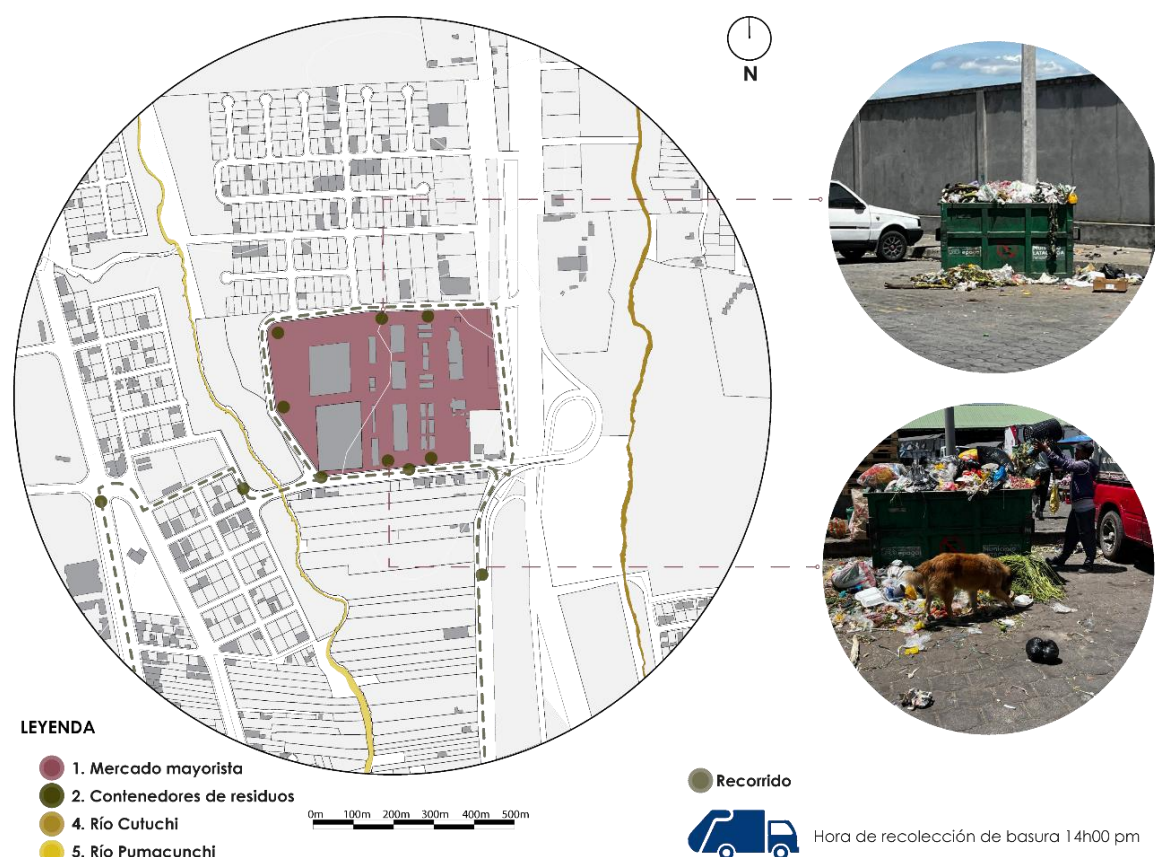 N
LEYENDA
1. Mercado mayorista
2. Contenedores de residuos
4. Río Cutuchi
5. Río Pumacunchi
0m 100m 200m 300m 400m 500m
Recorrido
Hora de recolección de basura 14h00 pm